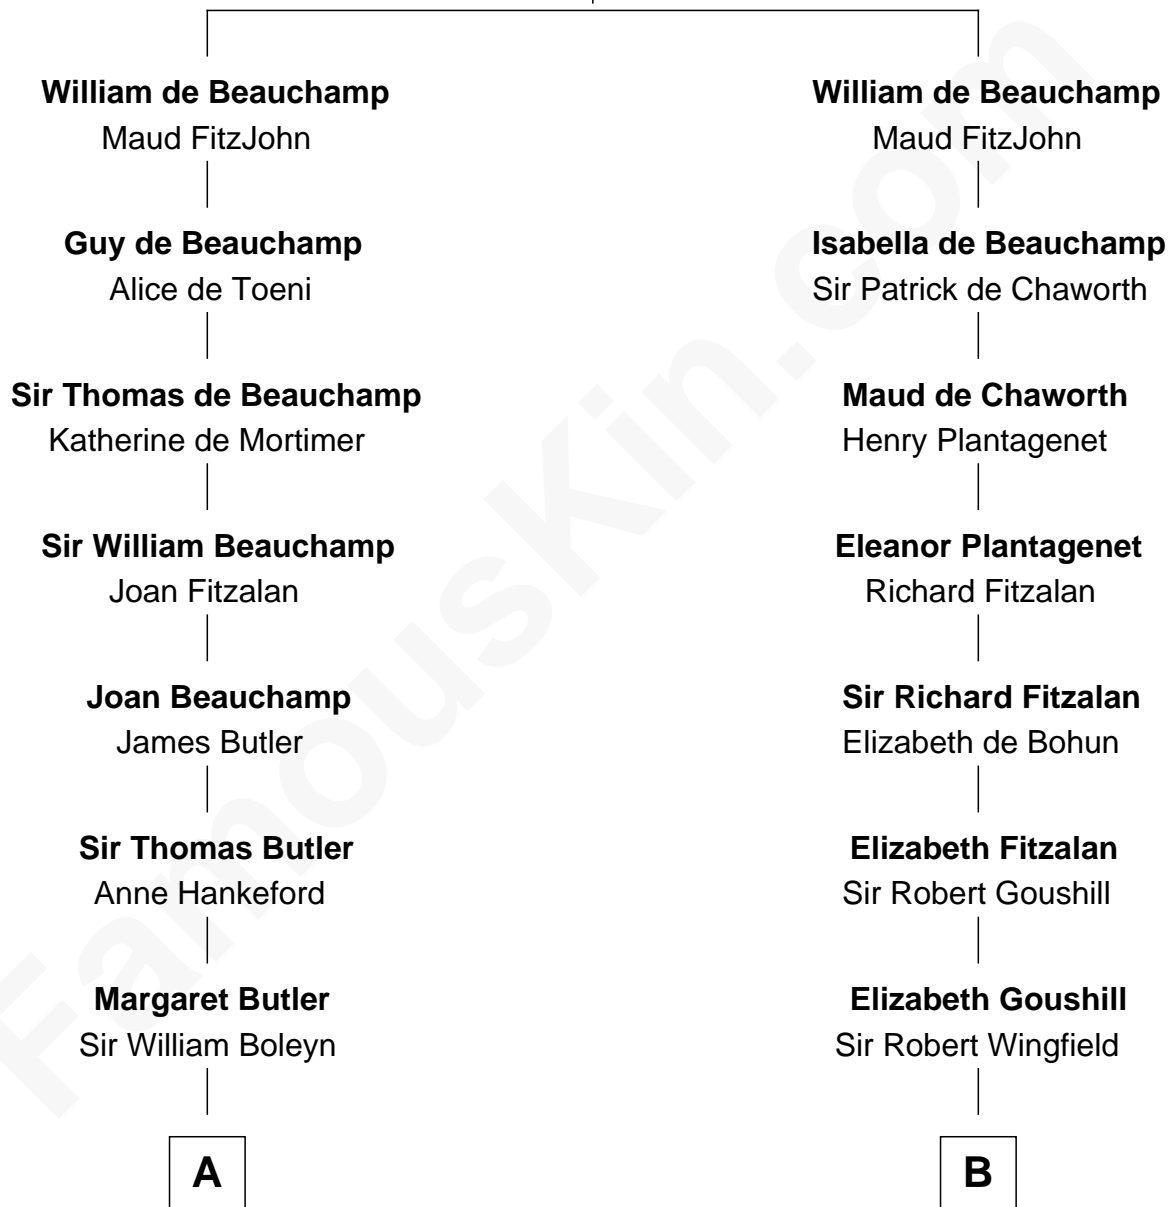 William de Beauchamp
Maud FitzJohn
Guy de Beauchamp
Alice de Toeni
Sir Thomas de Beauchamp
Katherine de Mortimer
Sir William Beauchamp
Joan Fitzalan
Joan Beauchamp
James Butler
Sir Thomas Butler
Anne Hankeford
Margaret Butler
Sir William Boleyn
A
William de Beauchamp
Maud FitzJohn
Isabella de Beauchamp
Sir Patrick de Chaworth
Maud de Chaworth
Henry Plantagenet
Eleanor Plantagenet
Richard Fitzalan
Sir Richard Fitzalan
Elizabeth de Bohun
Elizabeth Fitzalan
Sir Robert Goushill
Elizabeth Goushill
Sir Robert Wingfield
B
FamousKin.com